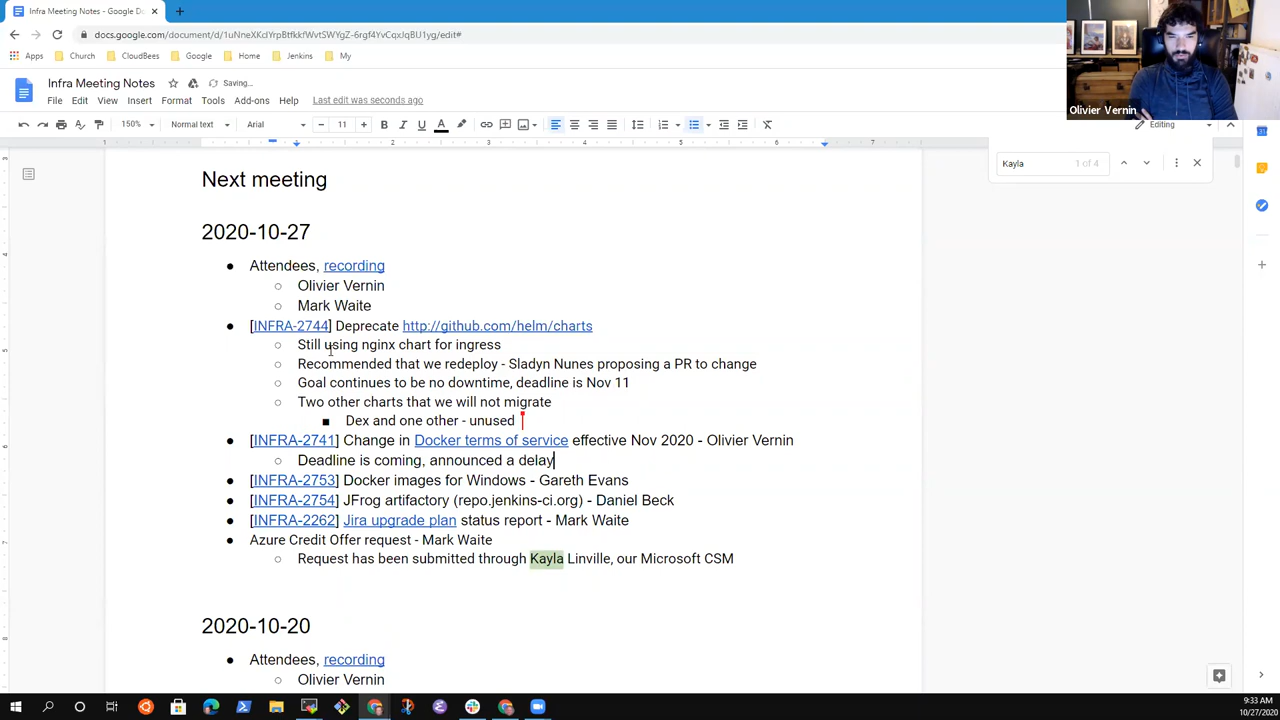 Infra Meeting Notes - Google D
docs.google.com/document/d/1uNneXKclYrpBtfkkfWvtSWYgZ-6rgf4YvCqxJqBU1yg/edit#
Apps Church CloudBees Google Home Jenkins My
Olivier Vernin
Infra Meeting Notes Saving...
File Edit View Insert Format Tools Add-ons Help Last edit was seconds ago
150% Normal text Arial 11 Editing
1 2 3 4 5 6 7
Kayla 1 of 4
Next meeting
2020-10-27
Attendees, recording
Olivier Vernin
Mark Waite
[INFRA-2744] Deprecate http://github.com/helm/charts
Still using nginx chart for ingress
Recommended that we redeploy - Sladyn Nunes proposing a PR to change
Goal continues to be no downtime, deadline is Nov 11
Two other charts that we will not migrate
Dex and one other - unused
[INFRA-2741] Change in Docker terms of service effective Nov 2020 - Olivier Vernin
Deadline is coming, announced a delay
[INFRA-2753] Docker images for Windows - Gareth Evans
[INFRA-2754] JFrog artifactory (repo.jenkins-ci.org) - Daniel Beck
[INFRA-2262] Jira upgrade plan status report - Mark Waite
Azure Credit Offer request - Mark Waite
Request has been submitted through Kayla Linville, our Microsoft CSM
2020-10-20
Attendees, recording
Olivier Vernin
9:33 AM
10/27/2020